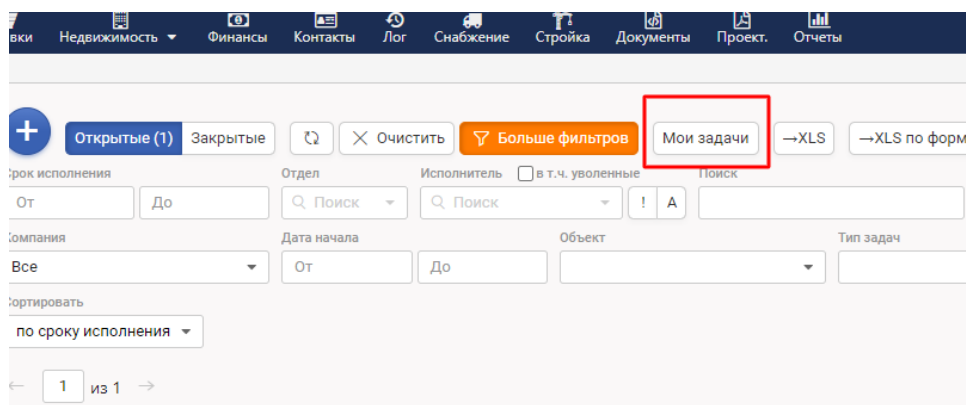 вки Недвижимость Финансы Контакты Лог Снабжение Стройка Документы Проект. Отчеты
+ Открытые (1) Закрытые Очистить Больше фильтров Мои задачи →XLS →XLS по форм
рок исполнения Отдел Исполнитель в т.ч. уволенные Поиск
От До Поиск Поиск ! А
Компания Дата начала Объект Тип задач
Все От До
Сортировать
по сроку исполнения
← 1 из 1 →